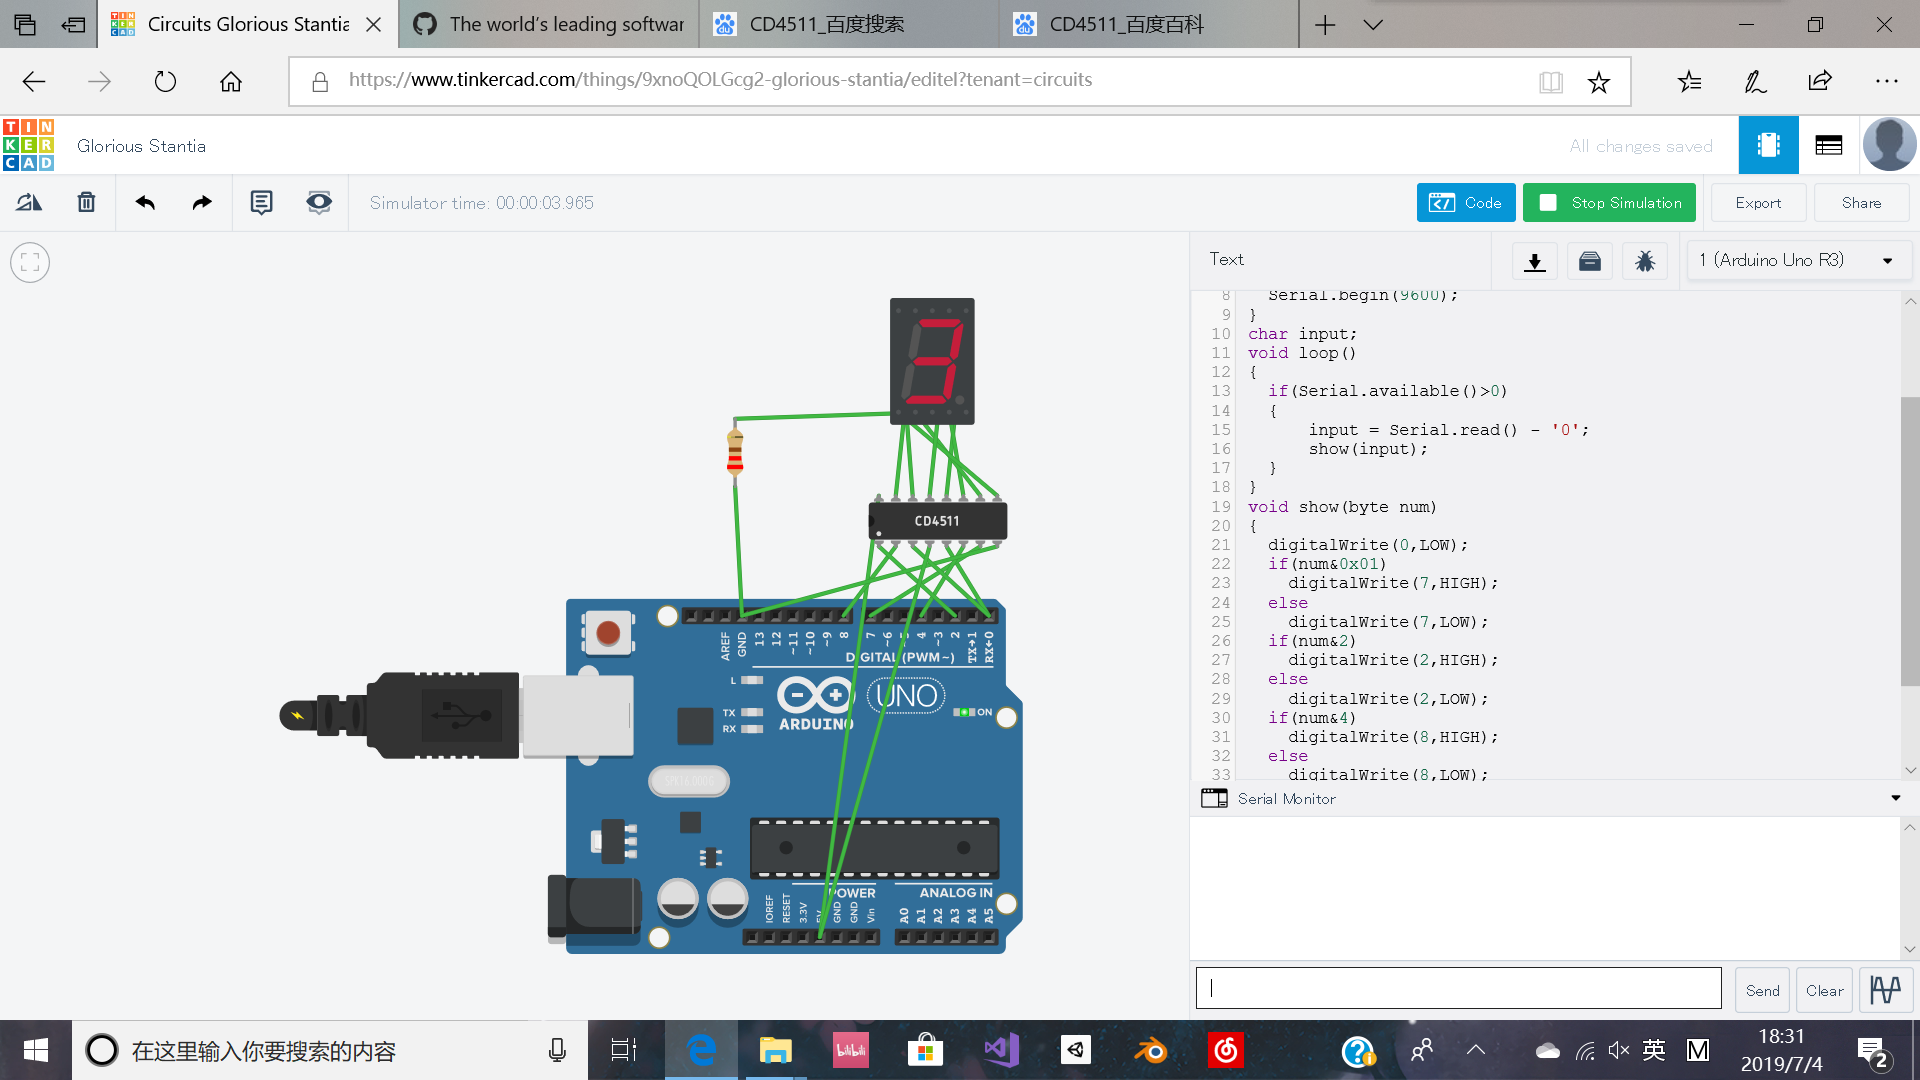 Circuits Glorious Stantia
The world's leading softwar
CD4511_百度搜索
CD4511_百度百科
https://www.tinkercad.com/things/9xnoQOLGcg2-glorious-stantia/editel?tenant=circuits
TIN
KER
CAD
Glorious Stantia
All changes saved
Simulator time: 00:00:03.965
Code
Stop Simulation
Export
Share
Text
1 (Arduino Uno R3)
8 Serial.begin(9600);
9 }
10 char input;
11 void loop()
12 {
13 if(Serial.available()>0)
14 {
15 input = Serial.read() - '0';
16 show(input);
17 }
18 }
19 void show(byte num)
20 {
21 digitalWrite(0,LOW);
22 if(num&0x01)
23 digitalWrite(7,HIGH);
24 else
25 digitalWrite(7,LOW);
26 if(num&2)
27 digitalWrite(2,HIGH);
28 else
29 digitalWrite(2,LOW);
30 if(num&4)
31 digitalWrite(8,HIGH);
32 else
33 digitalWrite(8,LOW);
3
CD4511
AREF
GND
13
12
~11
~10
~9
8
7
~6
5
4
~3
2
TX→1
RX←0
DIGITAL (PWM~)
L
TX
RX
ARDUINO
UNO
ON
POWER
ANALOG IN
IOREF
RESET
3.3V
5V
GND
GND
Vin
A0
A1
A2
A3
A4
A5
Serial Monitor
Send
Clear
在这里输入你要搜索的内容
bilibili
英
M
18:31
2019/7/4
2